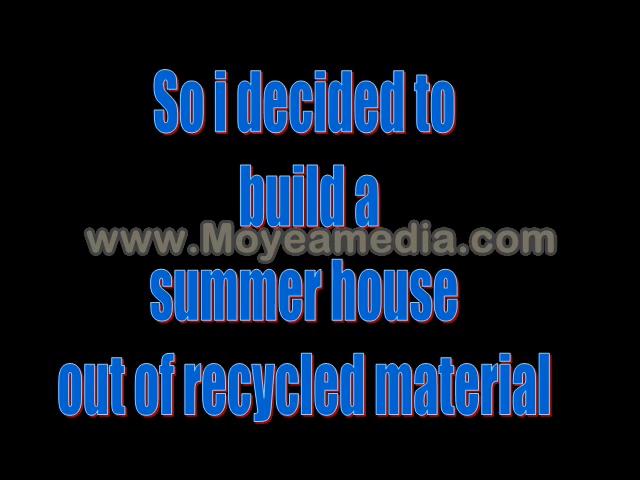 So i decided to
build a
www.Moyeamedia.com
summer house
out of recycled material